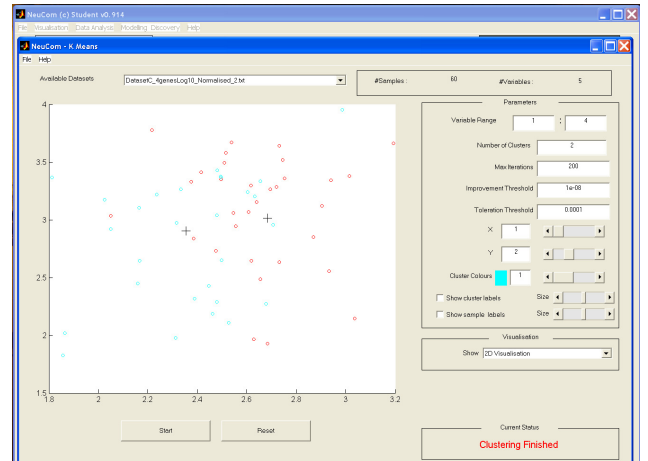 NeuCom (c) Student v0.914
File Visualisation Data Analysis Modelling Discovery Help
NeuCom - K Means
File Help
Available Datasets DatasetC_4genesLog10_Normalised_2.txt
#Samples: 60 #Variables: 5
Parameters
Variable Range 1 : 4
Number of Clusters 2
Max Iterations 200
Improvement Threshold 1e-08
Toleration Threshold 0.0001
X 1
Y 2
Cluster Colours 1
Show cluster labels Size
Show sample labels Size
Visualisation
Show 2D Visualisation
Current Status
Clustering Finished
4
3.5
3
2.5
2
1.5
1.8 2 2.2 2.4 2.6 2.8 3 3.2
Start Reset